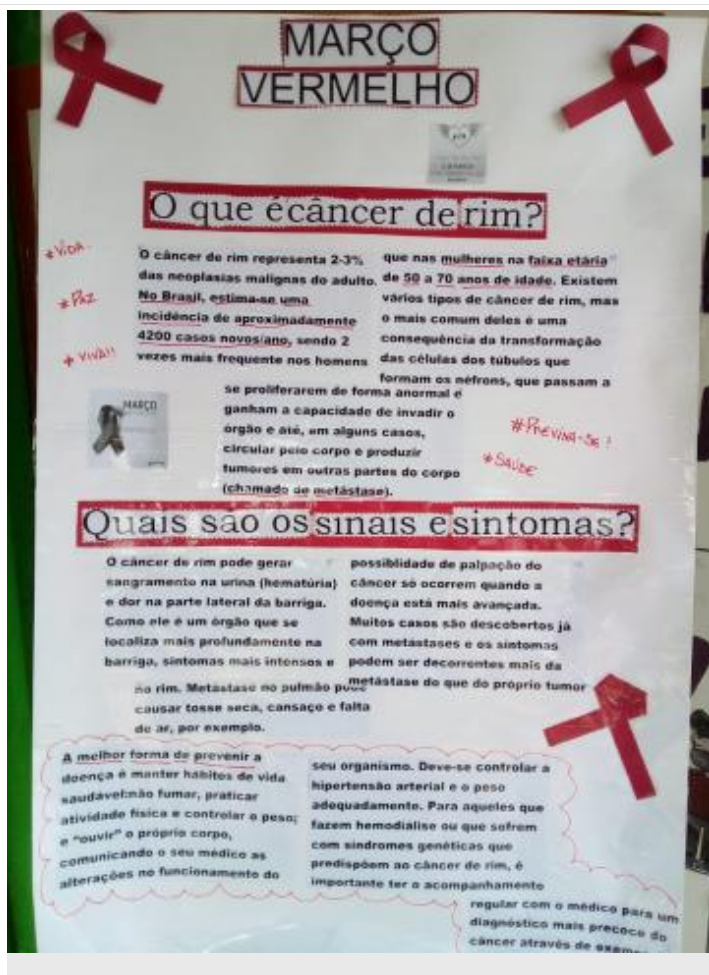 MARÇO
VERMELHO
O que é câncer de rim?
*VIDA
*PAZ
*VIVA!!
O câncer de rim representa 2-3%
das neoplasias malignas do adulto.
No Brasil, estima-se uma
incidência de aproximadamente
4200 casos novos/ano, sendo 2
vezes mais frequente nos homens
que nas mulheres na faixa etária
de 50 a 70 anos de idade. Existem
vários tipos de câncer de rim, mas
o mais comum deles é uma
consequência da transformação
das células dos túbulos que
formam os néfrons, que passam a
se proliferarem de forma anormal e
ganham a capacidade de invadir o
órgão e até, em alguns casos,
circular pelo corpo e produzir
tumores em outras partes do corpo
(chamado de metástase).
MARÇO
#PREVINA-SE!
*SAÚDE
Quais são os sinais e sintomas?
O câncer de rim pode gerar
sangramento na urina (hematúria)
e dor na parte lateral da barriga.
Como ele é um órgão que se
localiza mais profundamente na
barriga, sintomas mais intensos e
possiblidade de palpação do
câncer só ocorrem quando a
doença está mais avançada.
Muitos casos são descobertos já
com metástases e os sintomas
podem ser decorrentes mais da
metástase do que do próprio tumor
no rim. Metástase no pulmão pode
causar tosse seca, cansaço e falta
de ar, por exemplo.
A melhor forma de prevenir a
doença é manter hábitos de vida
saudável:não fumar, praticar
atividade física e controlar o peso;
e "ouvir" o próprio corpo,
comunicando o seu médico as
alterações no funcionamento do
seu organismo. Deve-se controlar a
hipertensão arterial e o peso
adequadamente. Para aqueles que
fazem hemodiálise ou que sofrem
com síndromes genéticas que
predispõem ao câncer de rim, é
importante ter o acompanhamento
regular com o médico para um
diagnóstico mais precoce do
câncer através de